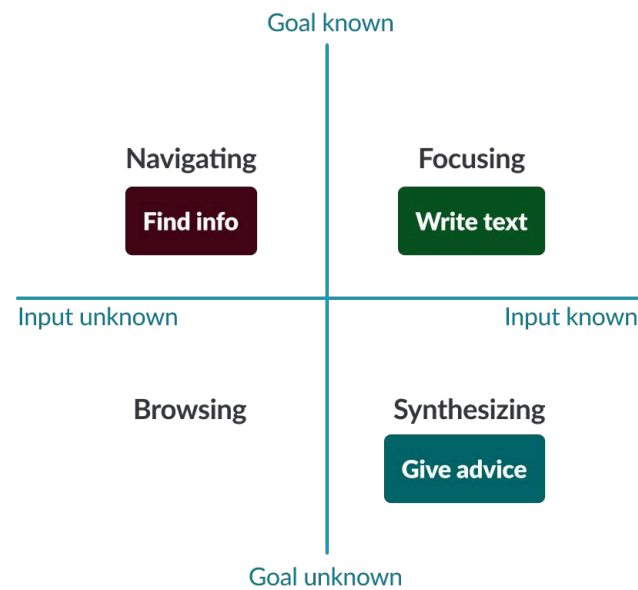 Goal known
Navigating
Focusing
Find info
Write text
Input unknown
Input known
Browsing
Synthesizing
Give advice
Goal unknown